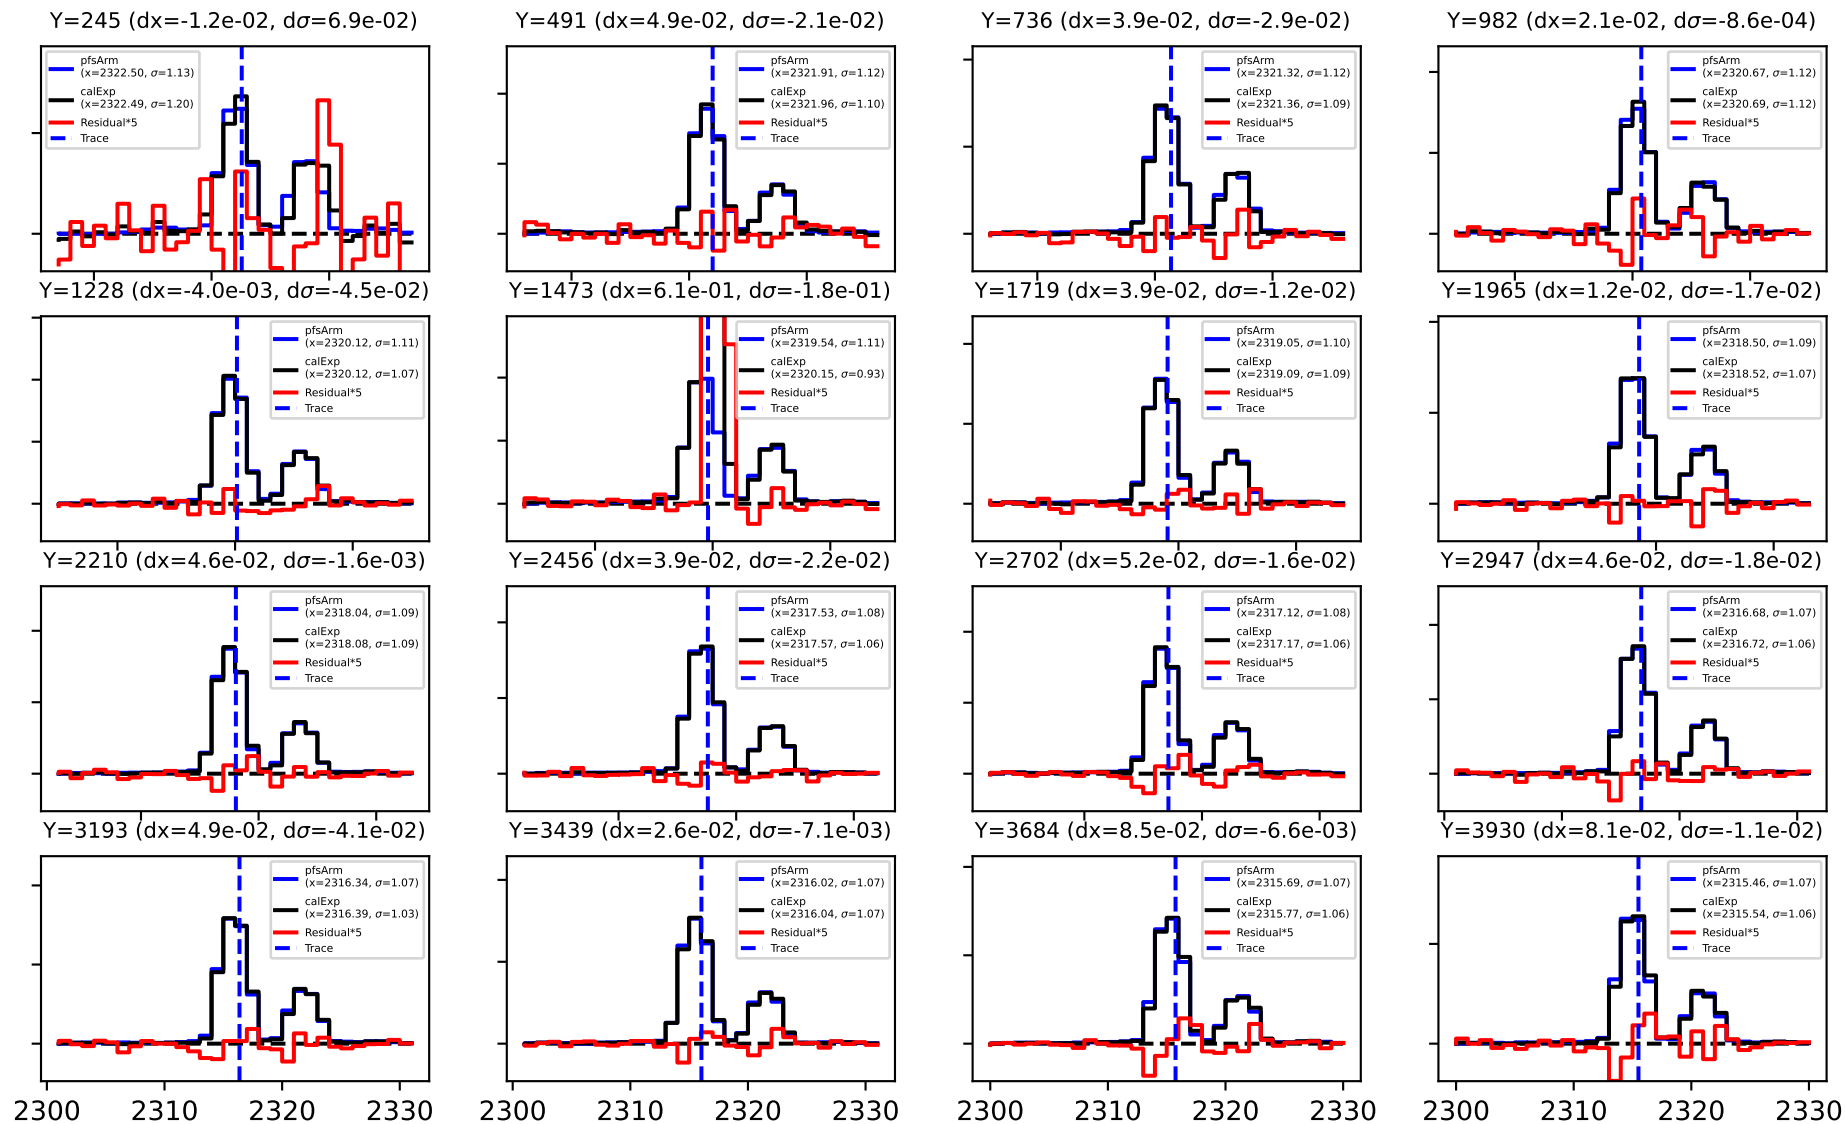 Y=245 (dx=-1.2e-02, dσ=6.9e-02)
pfsArm
(x=2322.50, σ=1.13)
calExp
(x=2322.49, σ=1.20)
Residual*5
Trace
Y=491 (dx=4.9e-02, dσ=-2.1e-02)
pfsArm
(x=2321.91, σ=1.12)
calExp
(x=2321.96, σ=1.10)
Residual*5
Trace
Y=736 (dx=3.9e-02, dσ=-2.9e-02)
pfsArm
(x=2321.32, σ=1.12)
calExp
(x=2321.36, σ=1.09)
Residual*5
Trace
Y=982 (dx=2.1e-02, dσ=-8.6e-04)
pfsArm
(x=2320.67, σ=1.12)
calExp
(x=2320.69, σ=1.12)
Residual*5
Trace
Y=1228 (dx=-4.0e-03, dσ=-4.5e-02)
pfsArm
(x=2320.12, σ=1.11)
calExp
(x=2320.12, σ=1.07)
Residual*5
Trace
Y=1473 (dx=6.1e-01, dσ=-1.8e-01)
pfsArm
(x=2319.54, σ=1.11)
calExp
(x=2320.15, σ=0.93)
Residual*5
Trace
Y=1719 (dx=3.9e-02, dσ=-1.2e-02)
pfsArm
(x=2319.05, σ=1.10)
calExp
(x=2319.09, σ=1.09)
Residual*5
Trace
Y=1965 (dx=1.2e-02, dσ=-1.7e-02)
pfsArm
(x=2318.50, σ=1.09)
calExp
(x=2318.52, σ=1.07)
Residual*5
Trace
Y=2210 (dx=4.6e-02, dσ=-1.6e-03)
pfsArm
(x=2318.04, σ=1.09)
calExp
(x=2318.08, σ=1.09)
Residual*5
Trace
Y=2456 (dx=3.9e-02, dσ=-2.2e-02)
pfsArm
(x=2317.53, σ=1.08)
calExp
(x=2317.57, σ=1.06)
Residual*5
Trace
Y=2702 (dx=5.2e-02, dσ=-1.6e-02)
pfsArm
(x=2317.12, σ=1.08)
calExp
(x=2317.17, σ=1.06)
Residual*5
Trace
Y=2947 (dx=4.6e-02, dσ=-1.8e-02)
pfsArm
(x=2316.68, σ=1.07)
calExp
(x=2316.72, σ=1.06)
Residual*5
Trace
Y=3193 (dx=4.9e-02, dσ=-4.1e-02)
pfsArm
(x=2316.34, σ=1.07)
calExp
(x=2316.39, σ=1.03)
Residual*5
Trace
Y=3439 (dx=2.6e-02, dσ=-7.1e-03)
pfsArm
(x=2316.02, σ=1.07)
calExp
(x=2316.04, σ=1.07)
Residual*5
Trace
Y=3684 (dx=8.5e-02, dσ=-6.6e-03)
pfsArm
(x=2315.69, σ=1.07)
calExp
(x=2315.77, σ=1.06)
Residual*5
Trace
Y=3930 (dx=8.1e-02, dσ=-1.1e-02)
pfsArm
(x=2315.46, σ=1.07)
calExp
(x=2315.54, σ=1.06)
Residual*5
Trace
2300 2310 2320 2330
2300 2310 2320 2330
2300 2310 2320 2330
2300 2310 2320 2330